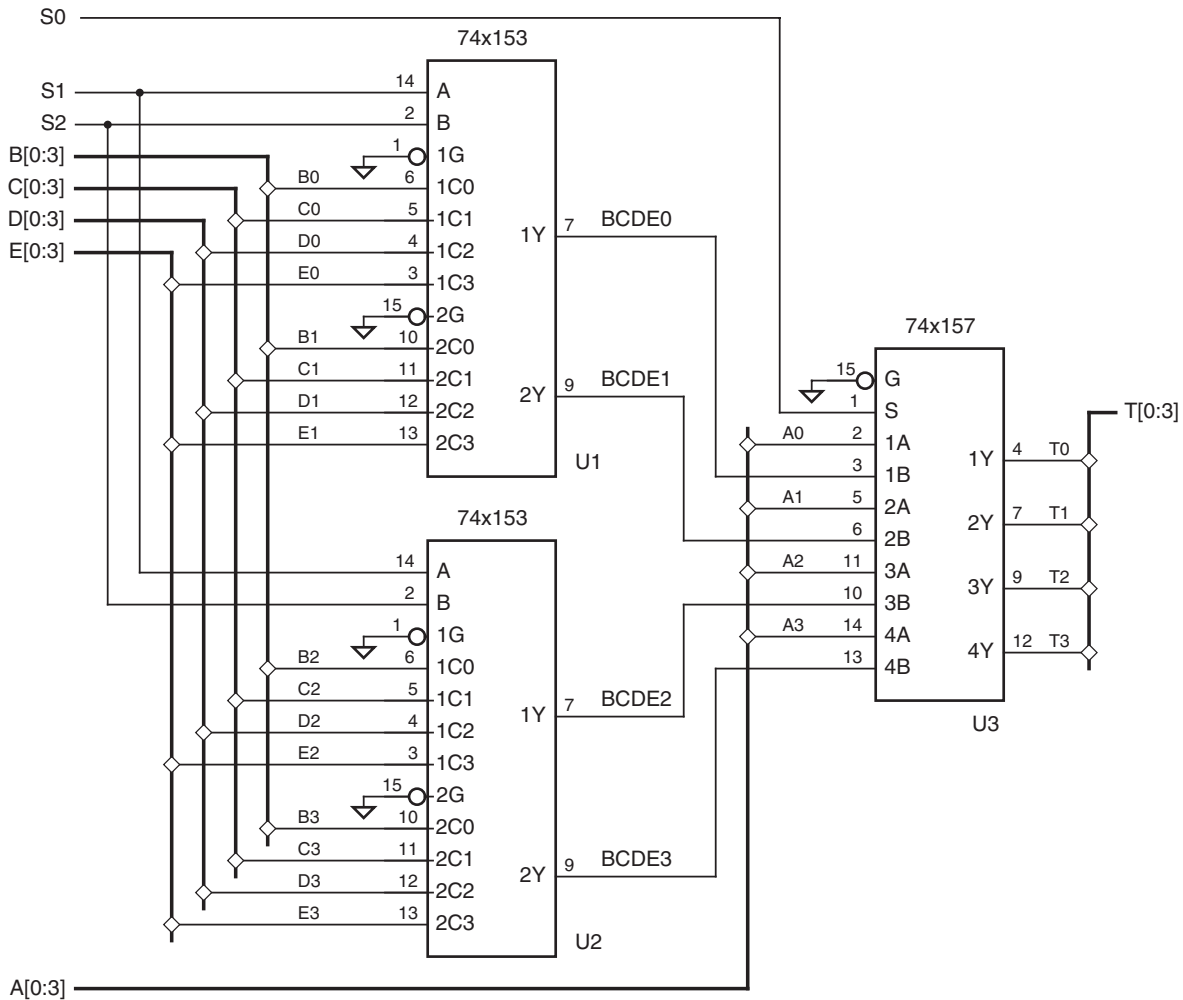 S0
74x153
S1
14
A
S2
2
B
B[0:3]
1
1G
C[0:3]
B0
6
1C0
D[0:3]
C0
5
1C1
E[0:3]
D0
4
1C2
E0
3
1C3
1Y
7
BCDE0
15
2G
B1
10
2C0
C1
11
2C1
D1
12
2C2
E1
13
2C3
2Y
9
BCDE1
U1
74x157
15
G
1
S
A0
2
1A
3
1B
A1
5
2A
6
2B
A2
11
3A
10
3B
A3
14
4A
13
4B
1Y
4
T0
2Y
7
T1
3Y
9
T2
4Y
12
T3
T[0:3]
U3
74x153
14
A
2
B
1
1G
B2
6
1C0
C2
5
1C1
D2
4
1C2
E2
3
1C3
1Y
7
BCDE2
15
2G
B3
10
2C0
C3
11
2C1
D3
12
2C2
E3
13
2C3
2Y
9
BCDE3
U2
A[0:3]